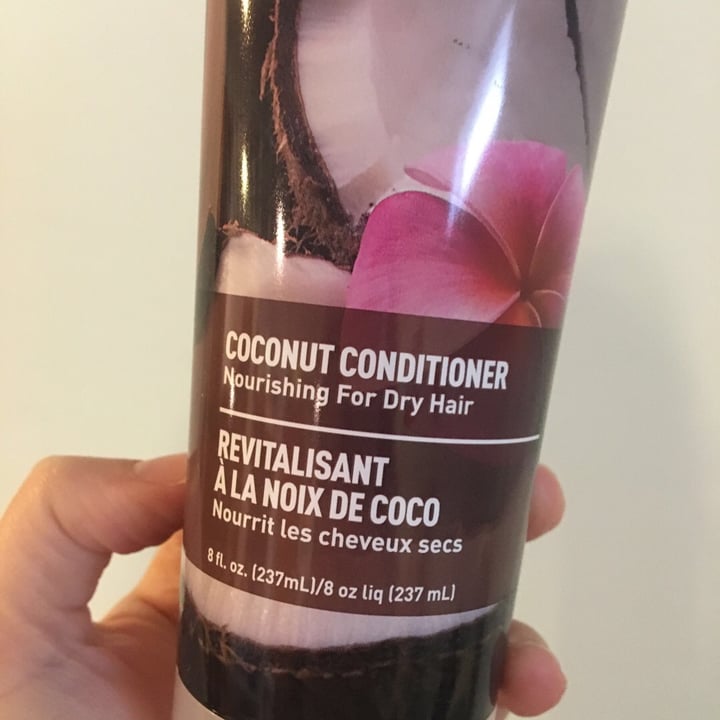 COCONUT CONDITIONER
Nourishing For Dry Hair
REVITALISANT
À LA NOIX DE COCO
Nourrit les cheveux secs
8 fl. oz. (237mL)/8 oz liq (237 mL)